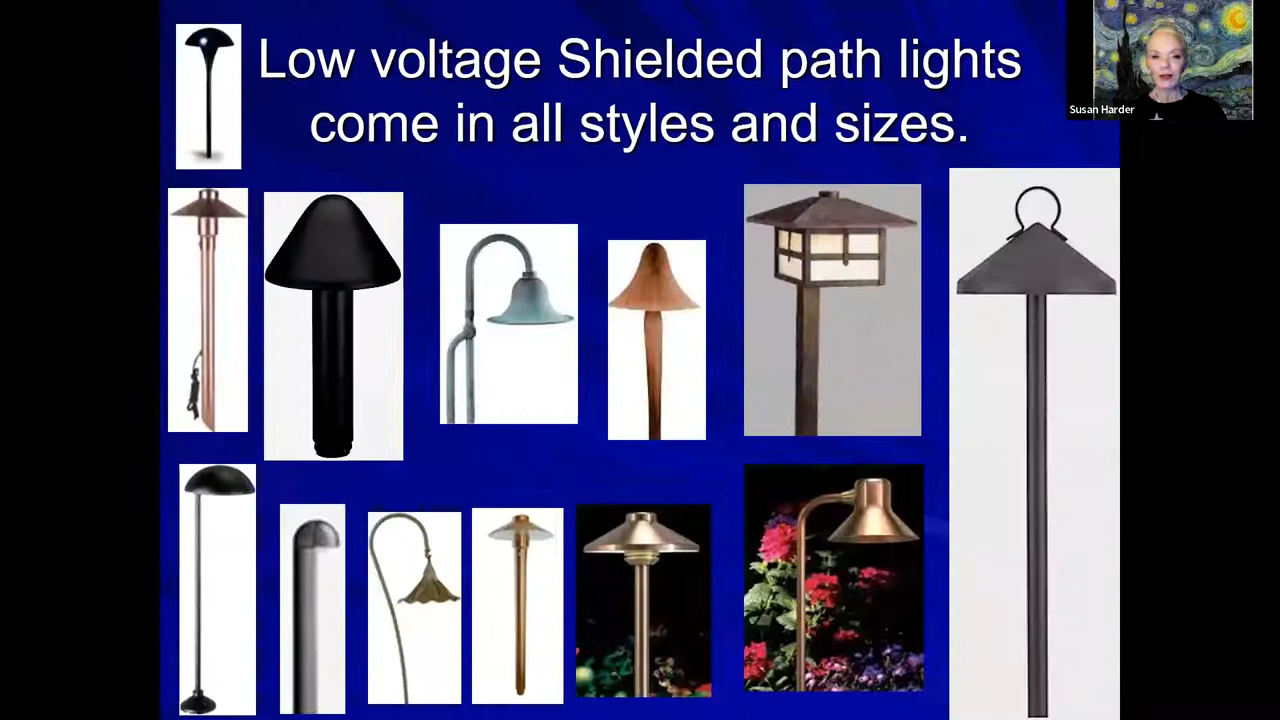 Low voltage Shielded path lights
come in all styles and sizes.
Susan Harder